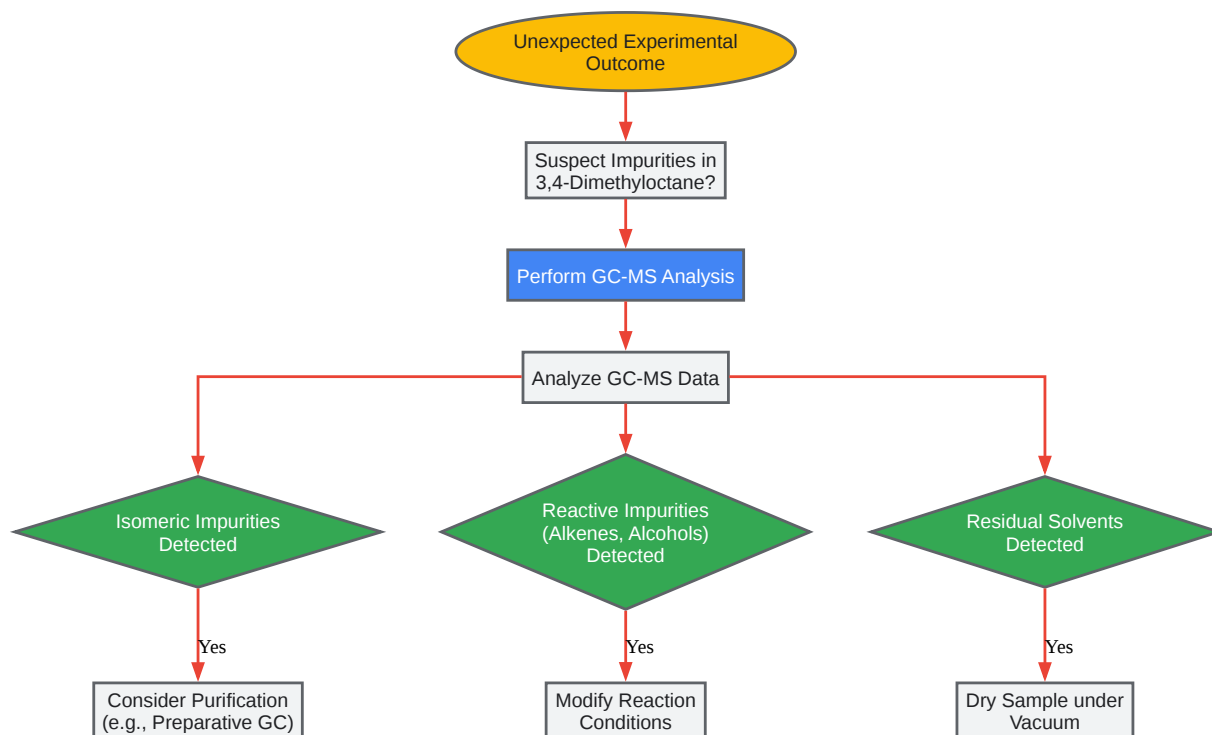 Unexpected Experimental
Outcome
Suspect Impurities in
3,4-Dimethyloctane?
Perform GC-MS Analysis
Analyze GC-MS Data
Isomeric Impurities
Detected
Reactive Impurities
(Alkenes, Alcohols)
Detected
Residual Solvents
Detected
Yes
Yes
Yes
Consider Purification
(e.g., Preparative GC)
Modify Reaction
Conditions
Dry Sample under
Vacuum